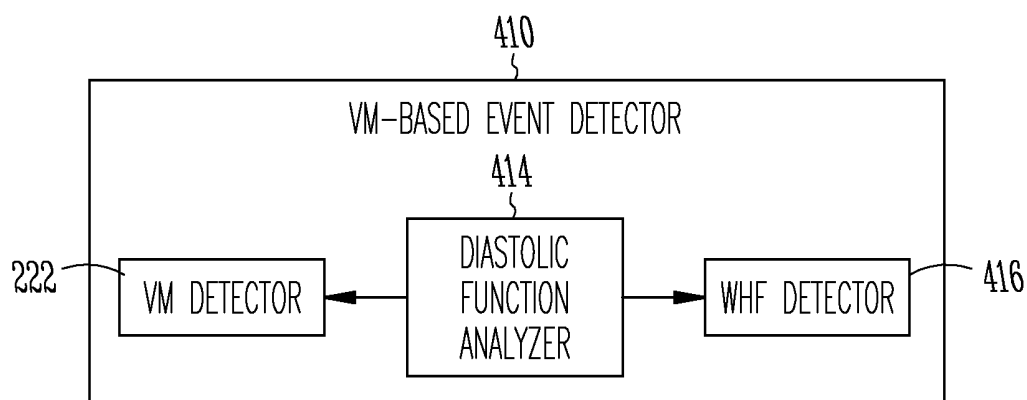 410
VM-BASED EVENT DETECTOR
414
DIASTOLIC
FUNCTION
ANALYZER
222
VM DETECTOR
WHF DETECTOR
416